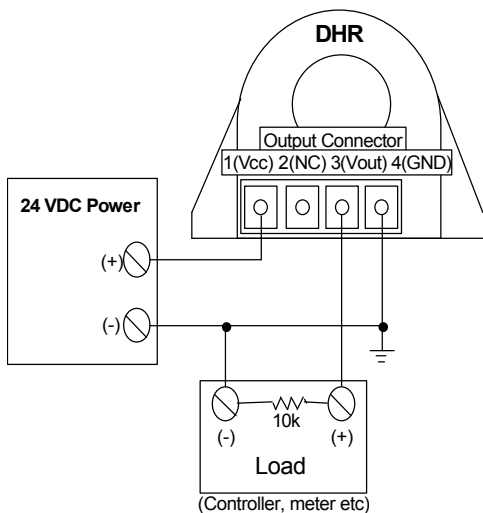 DHR
Output Connector
1(Vcc) 2(NC) 3(Vout) 4(GND)
24 VDC Power
(+)
(-)
(-)
10k
(+)
Load
(Controller, meter etc)